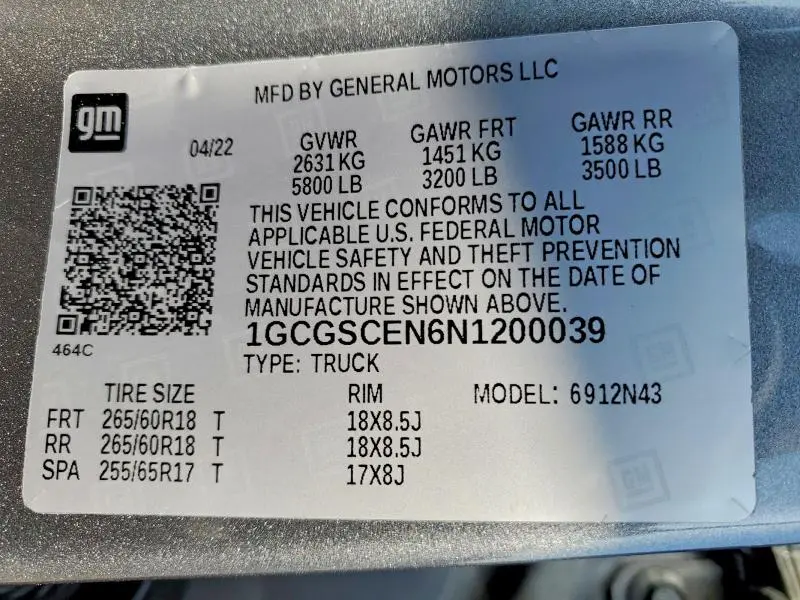 MFD BY GENERAL MOTORS LLC
gm
04/22
GVWR GAWR FRT GAWR RR
2631 KG 1451 KG 1588 KG
5800 LB 3200 LB 3500 LB
THIS VEHICLE CONFORMS TO ALL
APPLICABLE U.S. FEDERAL MOTOR
VEHICLE SAFETY AND THEFT PREVENTION
STANDARDS IN EFFECT ON THE DATE OF
MANUFACTURE SHOWN ABOVE.
464C
1GCGSCEN6N1200039
TYPE: TRUCK
TIRE SIZE RIM MODEL: 6912N43
FRT 265/60R18 T 18X8.5J
RR 265/60R18 T 18X8.5J
SPA 255/65R17 T 17X8J